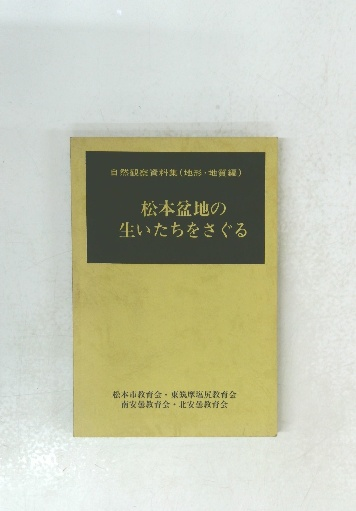 自然観察資料集(地形・地質編)
松本盆地の
生いたちをさぐる
松本市教育会・東筑摩塩尻教育会
南安曇教育会・北安曇教育会